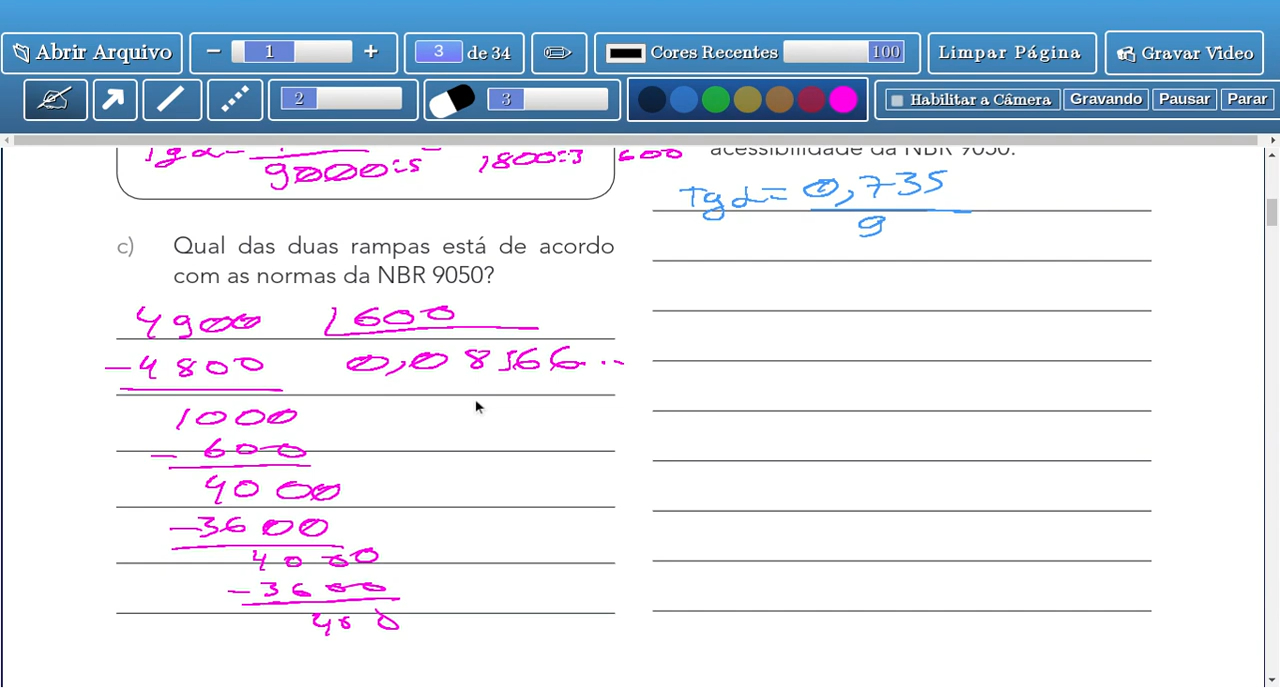 Abrir Arquivo − 1 + 3 de 34 Cores Recentes 100 Limpar Página Gravar Vídeo
2 3 Habilitar a Câmera Gravando Pausar Parar
acessibilidade da NBR 9050.
Tgα= 9000÷5 1800÷3 600
Tgα= 0,735
9
c) Qual das duas rampas está de acordo
com as normas da NBR 9050?
4900 600
-4800 0,08166...
1000
- 600
4000
-3600
4000
-3600
400